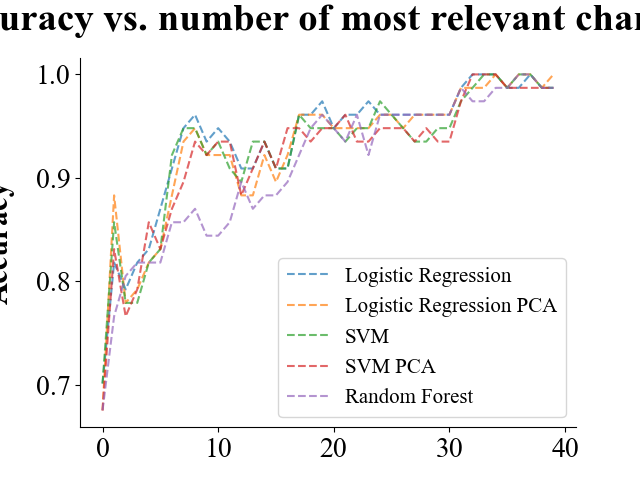 uracy vs. number of most relevant
Accuracy
1.0
0.9
0.8
0.7
0
10
20
30
40
Logistic Regression
Logistic Regression PCA
SVM
SVM PCA
Random Forest